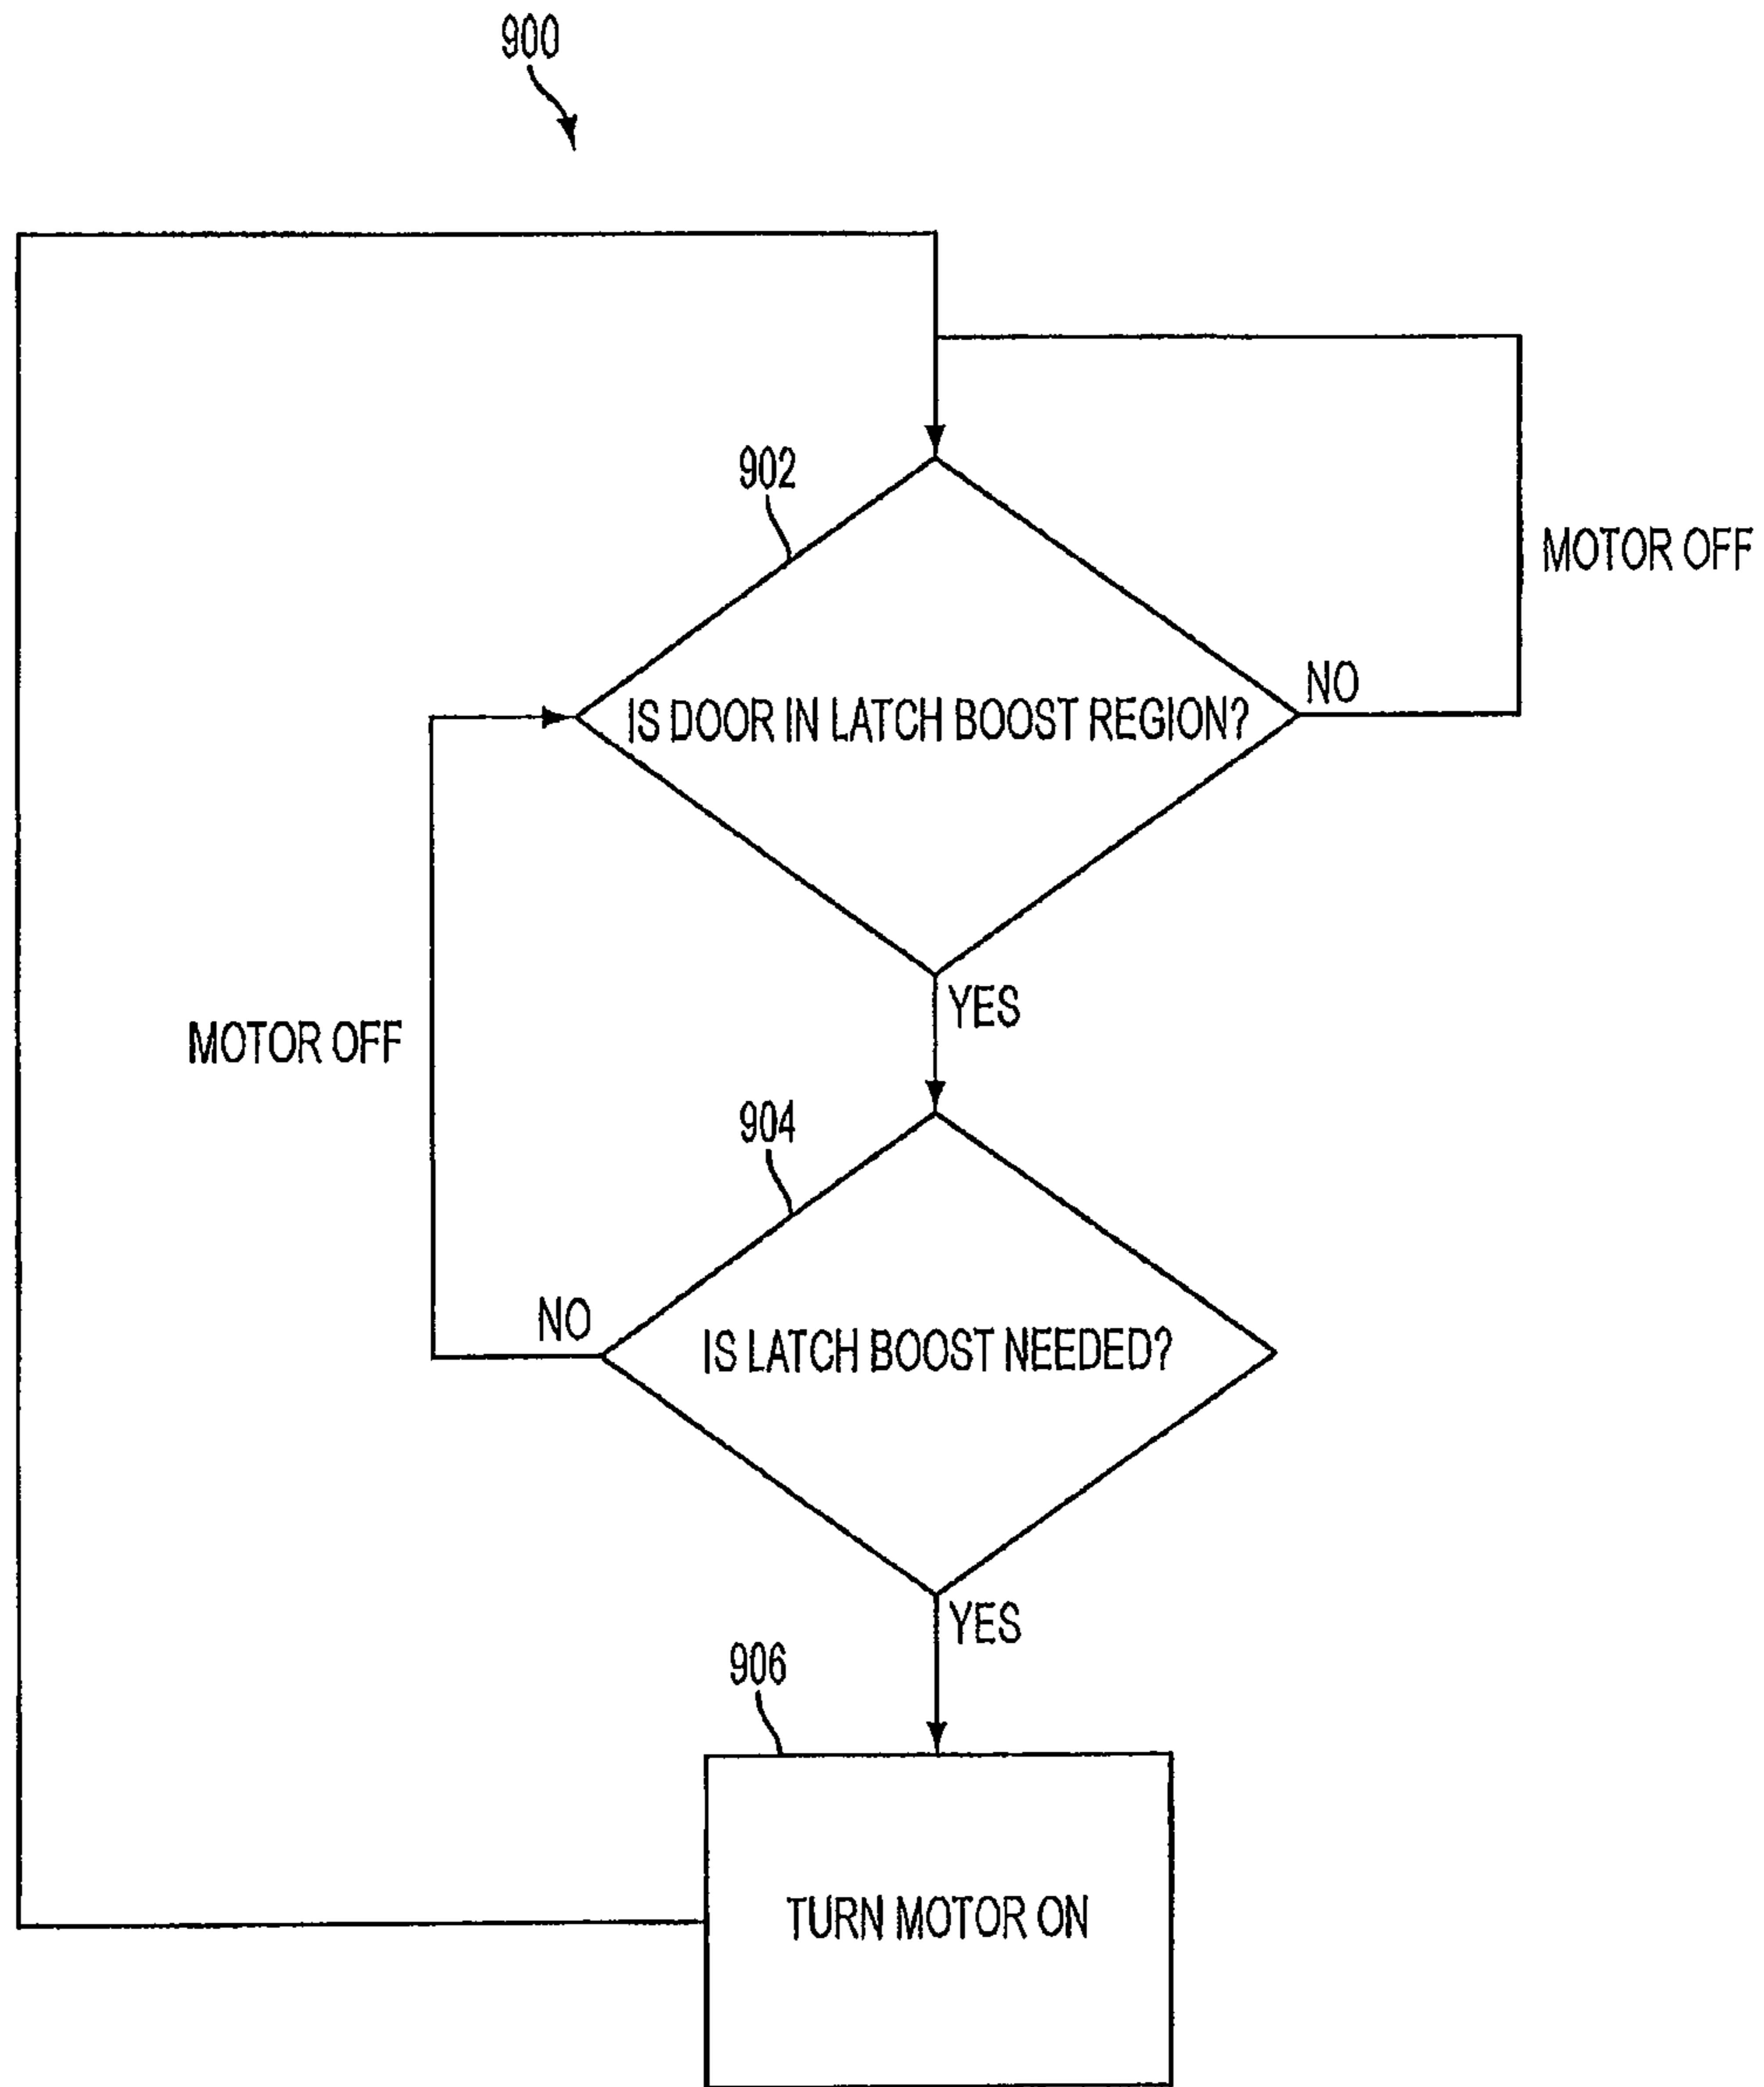 900
902
MOTOR OFF
NO
IS DOOR IN LATCH BOOST REGION?
YES
MOTOR OFF
904
NO
IS LATCH BOOST NEEDED?
YES
906
TURN MOTOR ON